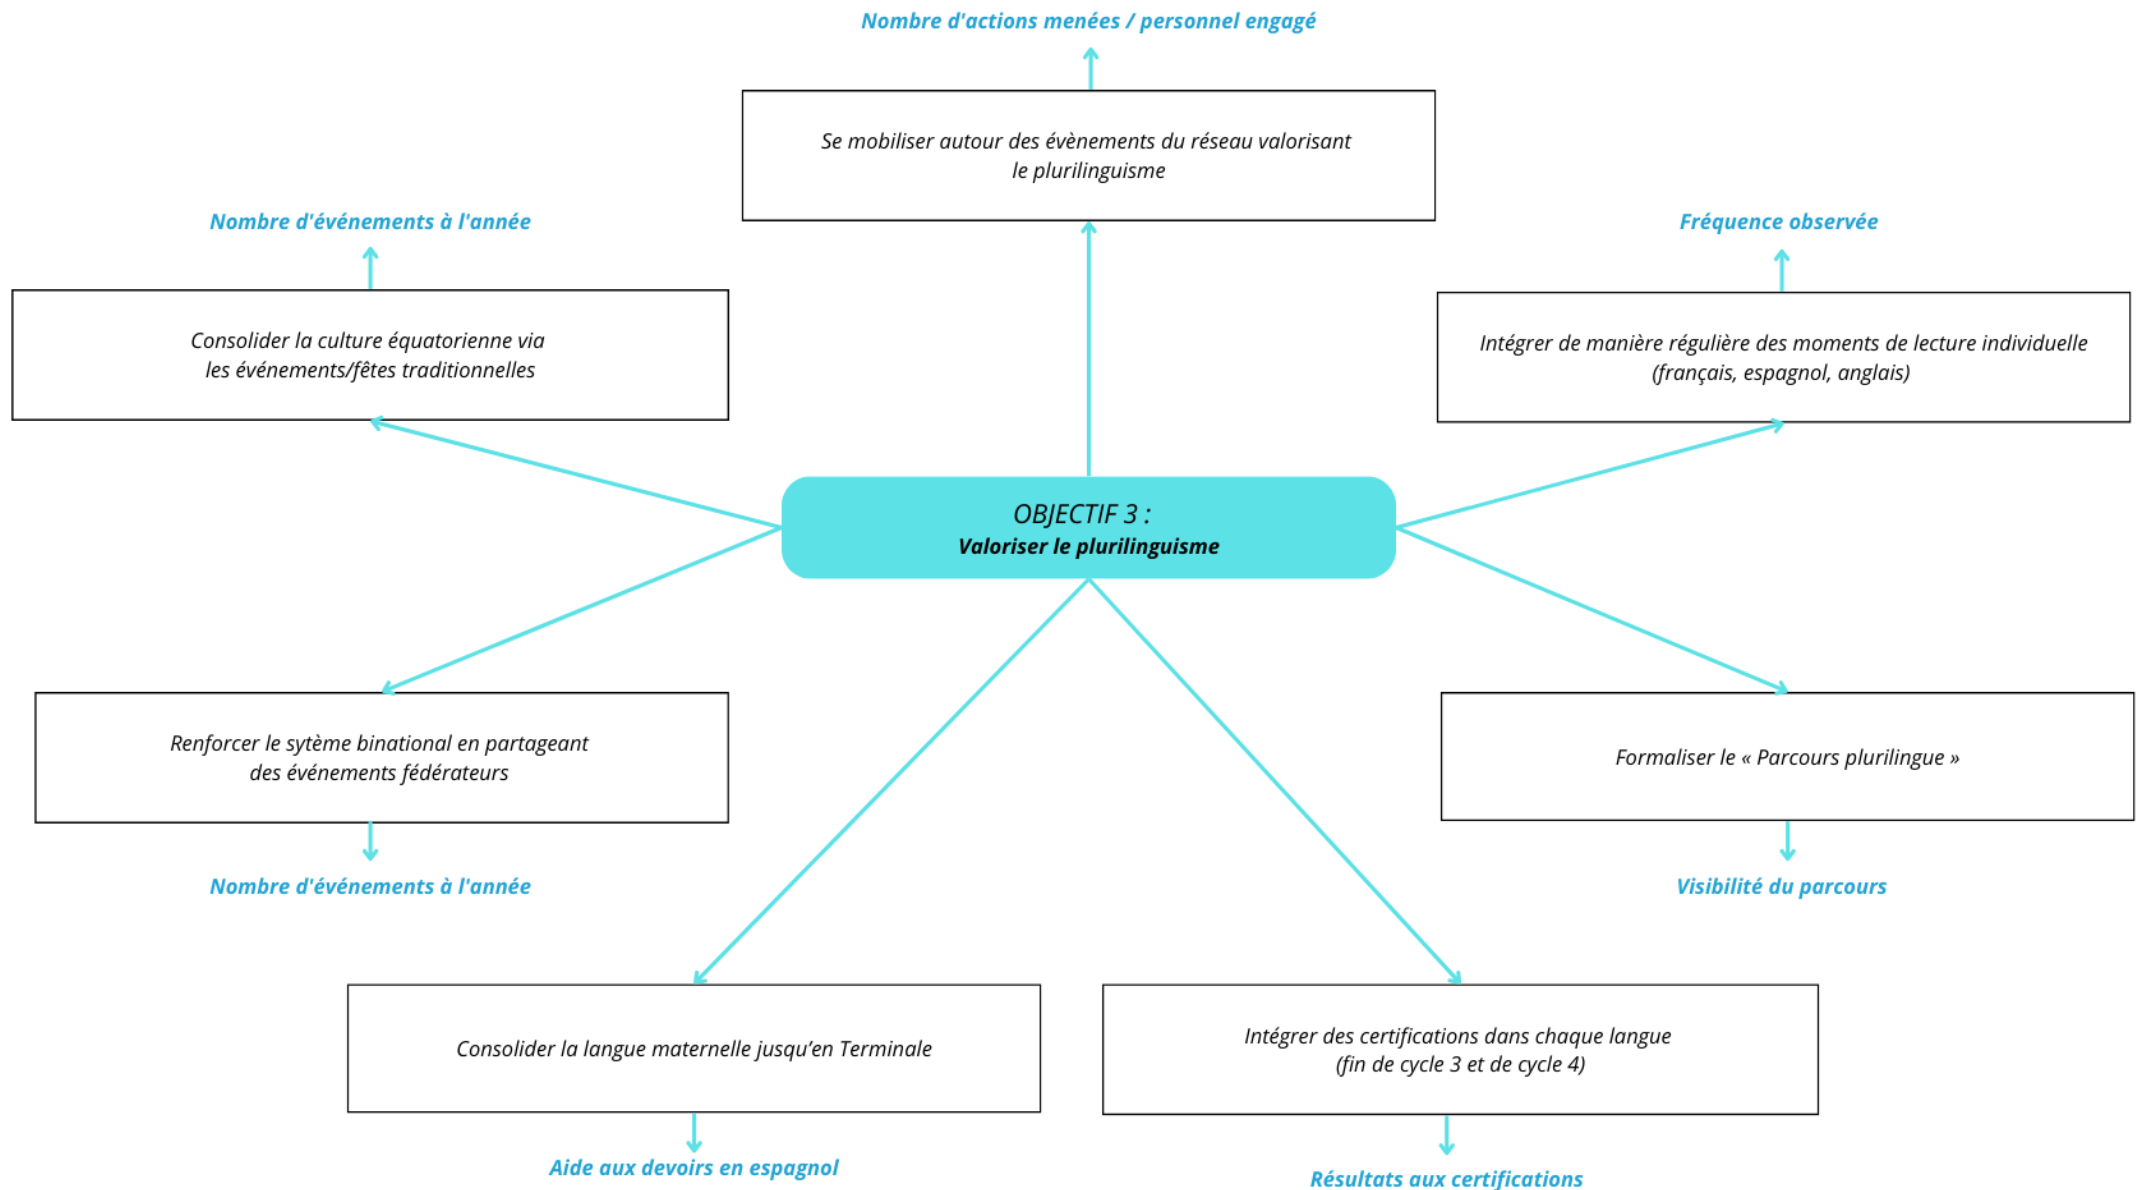 Nombre d'actions menées / personnel engagé
Se mobiliser autour des évènements du réseau valorisant
le plurilinguisme
Nombre d'événements à l'année
Fréquence observée
Consolider la culture équatorienne via
les événements/fêtes traditionnelles
Intégrer de manière régulière des moments de lecture individuelle
(français, espagnol, anglais)
OBJECTIF 3 :
Valoriser le plurilinguisme
Renforcer le sytème binational en partageant
des événements fédérateurs
Formaliser le « Parcours plurilingue »
Nombre d'événements à l'année
Visibilité du parcours
Consolider la langue maternelle jusqu’en Terminale
Intégrer des certifications dans chaque langue
(fin de cycle 3 et de cycle 4)
Aide aux devoirs en espagnol
Résultats aux certifications